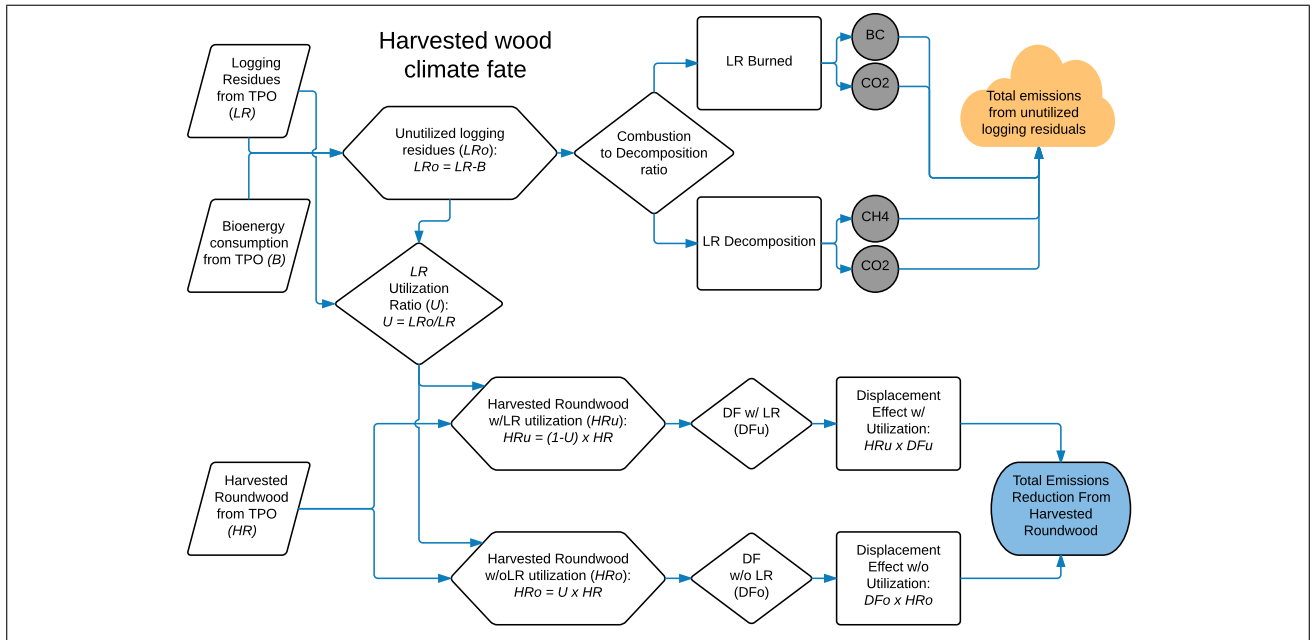 Harvested wood
climate fate
Logging
Residues
from TPO
(LR)
Bioenergy
consumption
from TPO (B)
Unutilized logging
residues (LRo):
LRo = LR-B
LR
Utilization
Ratio (U):
U = LRo/LR
Combustion
to Decomposition
ratio
LR Burned
BC
CO2
LR Decomposition
CH4
CO2
Total emissions
from unutilized
logging residuals
Harvested
Roundwood
from TPO
(HR)
Harvested Roundwood
w/LR utilization (HRu):
HRu = (1-U) x HR
DF w/ LR
(DFu)
Displacement
Effect w/
Utilization:
HRu x DFu
Harvested Roundwood
w/oLR utilization (HRo):
HRo = U x HR
DF
w/o LR
(DFo)
Displacement
Effect w/o
Utilization:
DFo x HRo
Total Emissions
Reduction From
Harvested
Roundwood